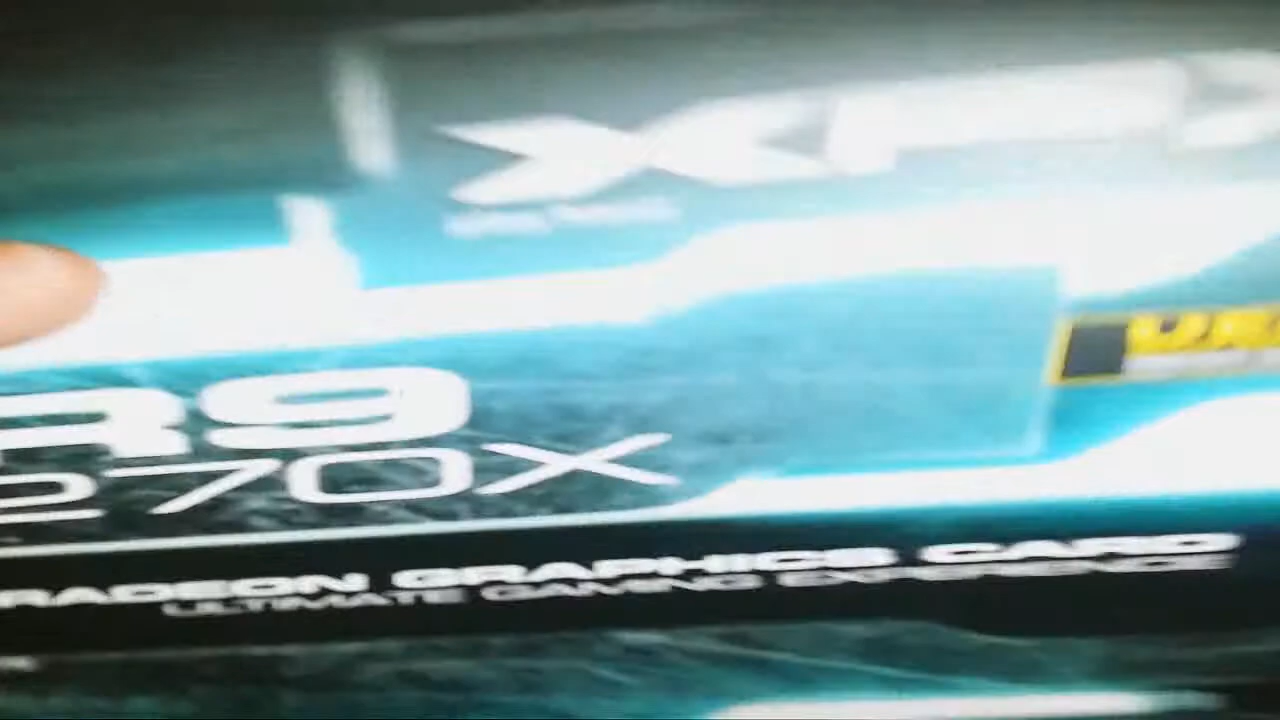 XFX
R9
270X
RADEON GRAPHICS CARD
ULTIMATE GAMING EXPERIENCE